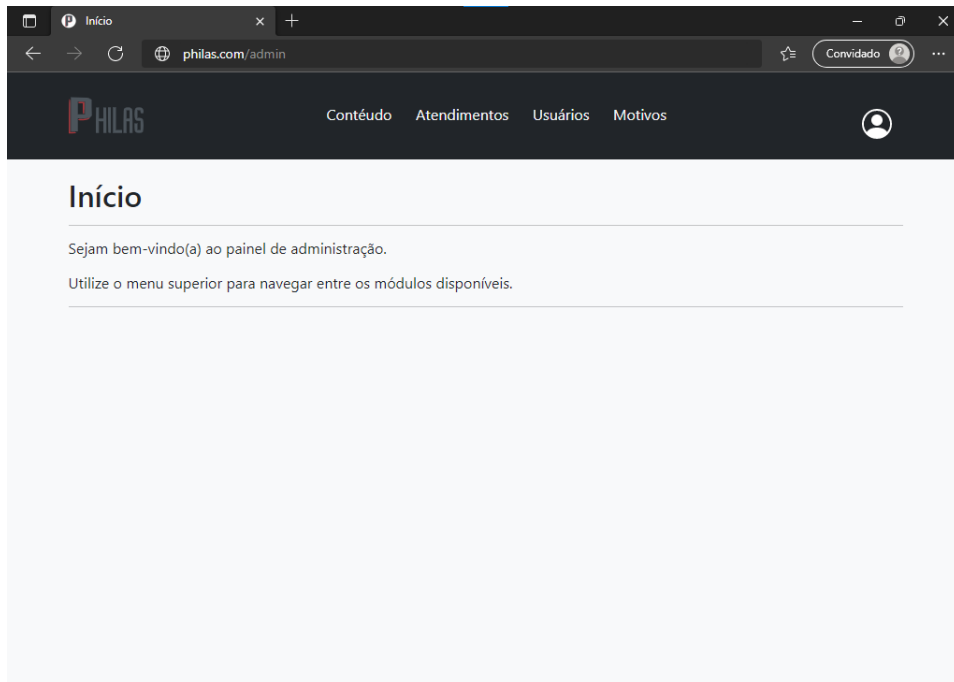 Início
philas.com/admin
Convidado
PHILAS
Contéudo Atendimentos Usuários Motivos
Início
Sejam bem-vindo(a) ao painel de administração.
Utilize o menu superior para navegar entre os módulos disponíveis.